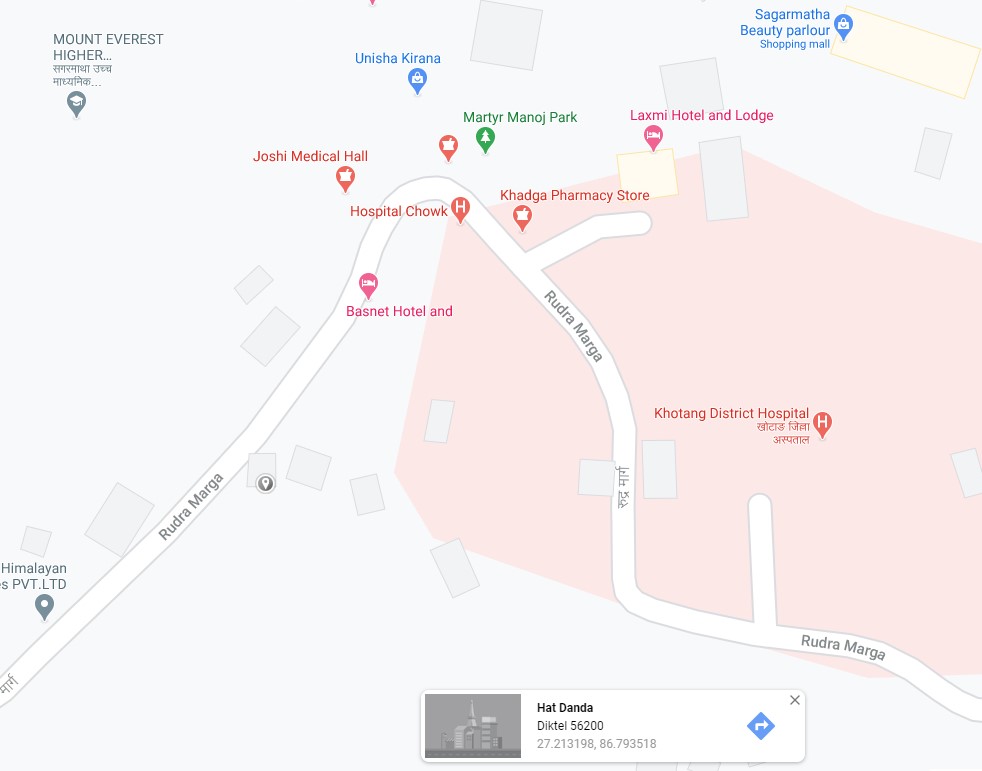 Sagarmatha
Beauty parlour
Shopping mall
MOUNT EVEREST
HIGHER...
सगरमाथा उच्च
माध्यमिक...
Unisha Kirana
Martyr Manoj Park
Laxmi Hotel and Lodge
Joshi Medical Hall
Khadga Pharmacy Store
Hospital Chowk
H
Basnet Hotel and
Rudra Marga
Khotang District Hospital
खोटाङ जिल्ला
अस्पताल
H
रुद्र मार्ग
Rudra Marga
Himalayan
es PVT.LTD
Rudra Marga
मार्ग
Hat Danda
Diktel 56200
27.213198, 86.793518